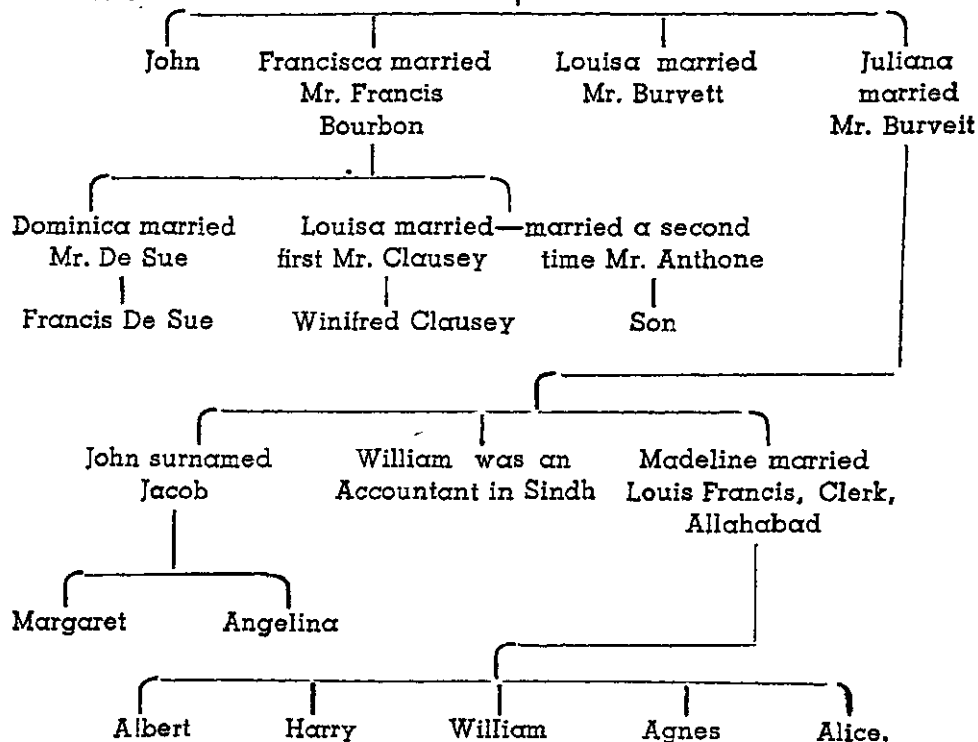 John Francisca married Louisa married Juliana
Mr. Francis Mr. Burvett married
Bourbon Mr. Burveit
Dominica married Louisa married—married a second
Mr. De Sue first Mr. Clausey time Mr. Anthone
Francis De Sue Winifred Clausey Son
John surnamed William was an Madeline married
Jacob Accountant in Sindh Louis Francis, Clerk,
Allahabad
Margaret Angelina
Albert Harry William Agnes Alice.